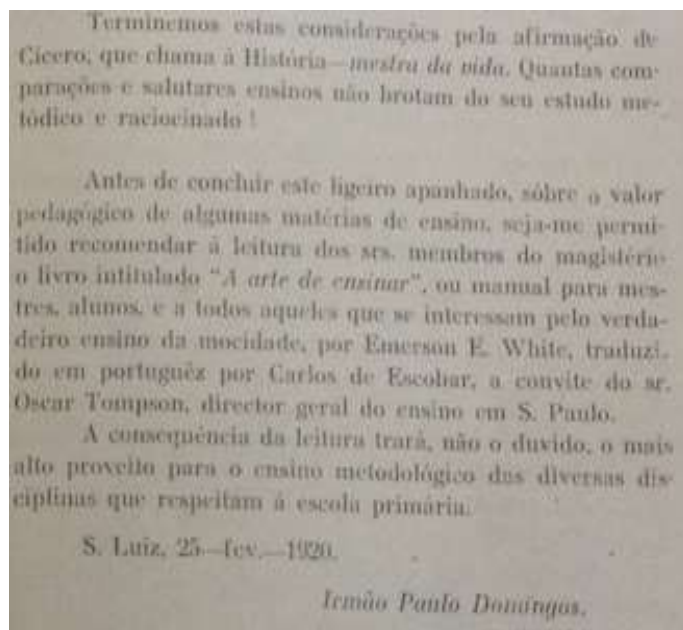 Terminemos estas considerações pela afirmação de
Cícero, que chama á História—mestra da vida. Quantas com-
parações e salutares ensinos não brotam do seu estudo me-
tódico e raciocinado !
Antes de concluir este ligeiro apanhado, sôbre o valor
pedagógico de algumas matérias de ensino, seja-me permi-
tido recomendar á leitura dos srs. membros do magistério
o livro intitulado "A arte de ensinar", ou manual para mes-
tres, alunos, e a todos aqueles que se interessam pelo verda-
deiro ensino da mocidade, por Emerson E. White, traduzi-
do em portuguêz por Carlos de Escobar, a convite do sr.
Oscar Tompson, director geral do ensino em S. Paulo.
A consequência da leitura trará, não o duvido, o mais
alto proveito para o ensino metodológico das diversas dis-
ciplinas que respeitam á escola primária.
S. Luiz, 25—fev.—1920.
Irmão Paulo Domingos.